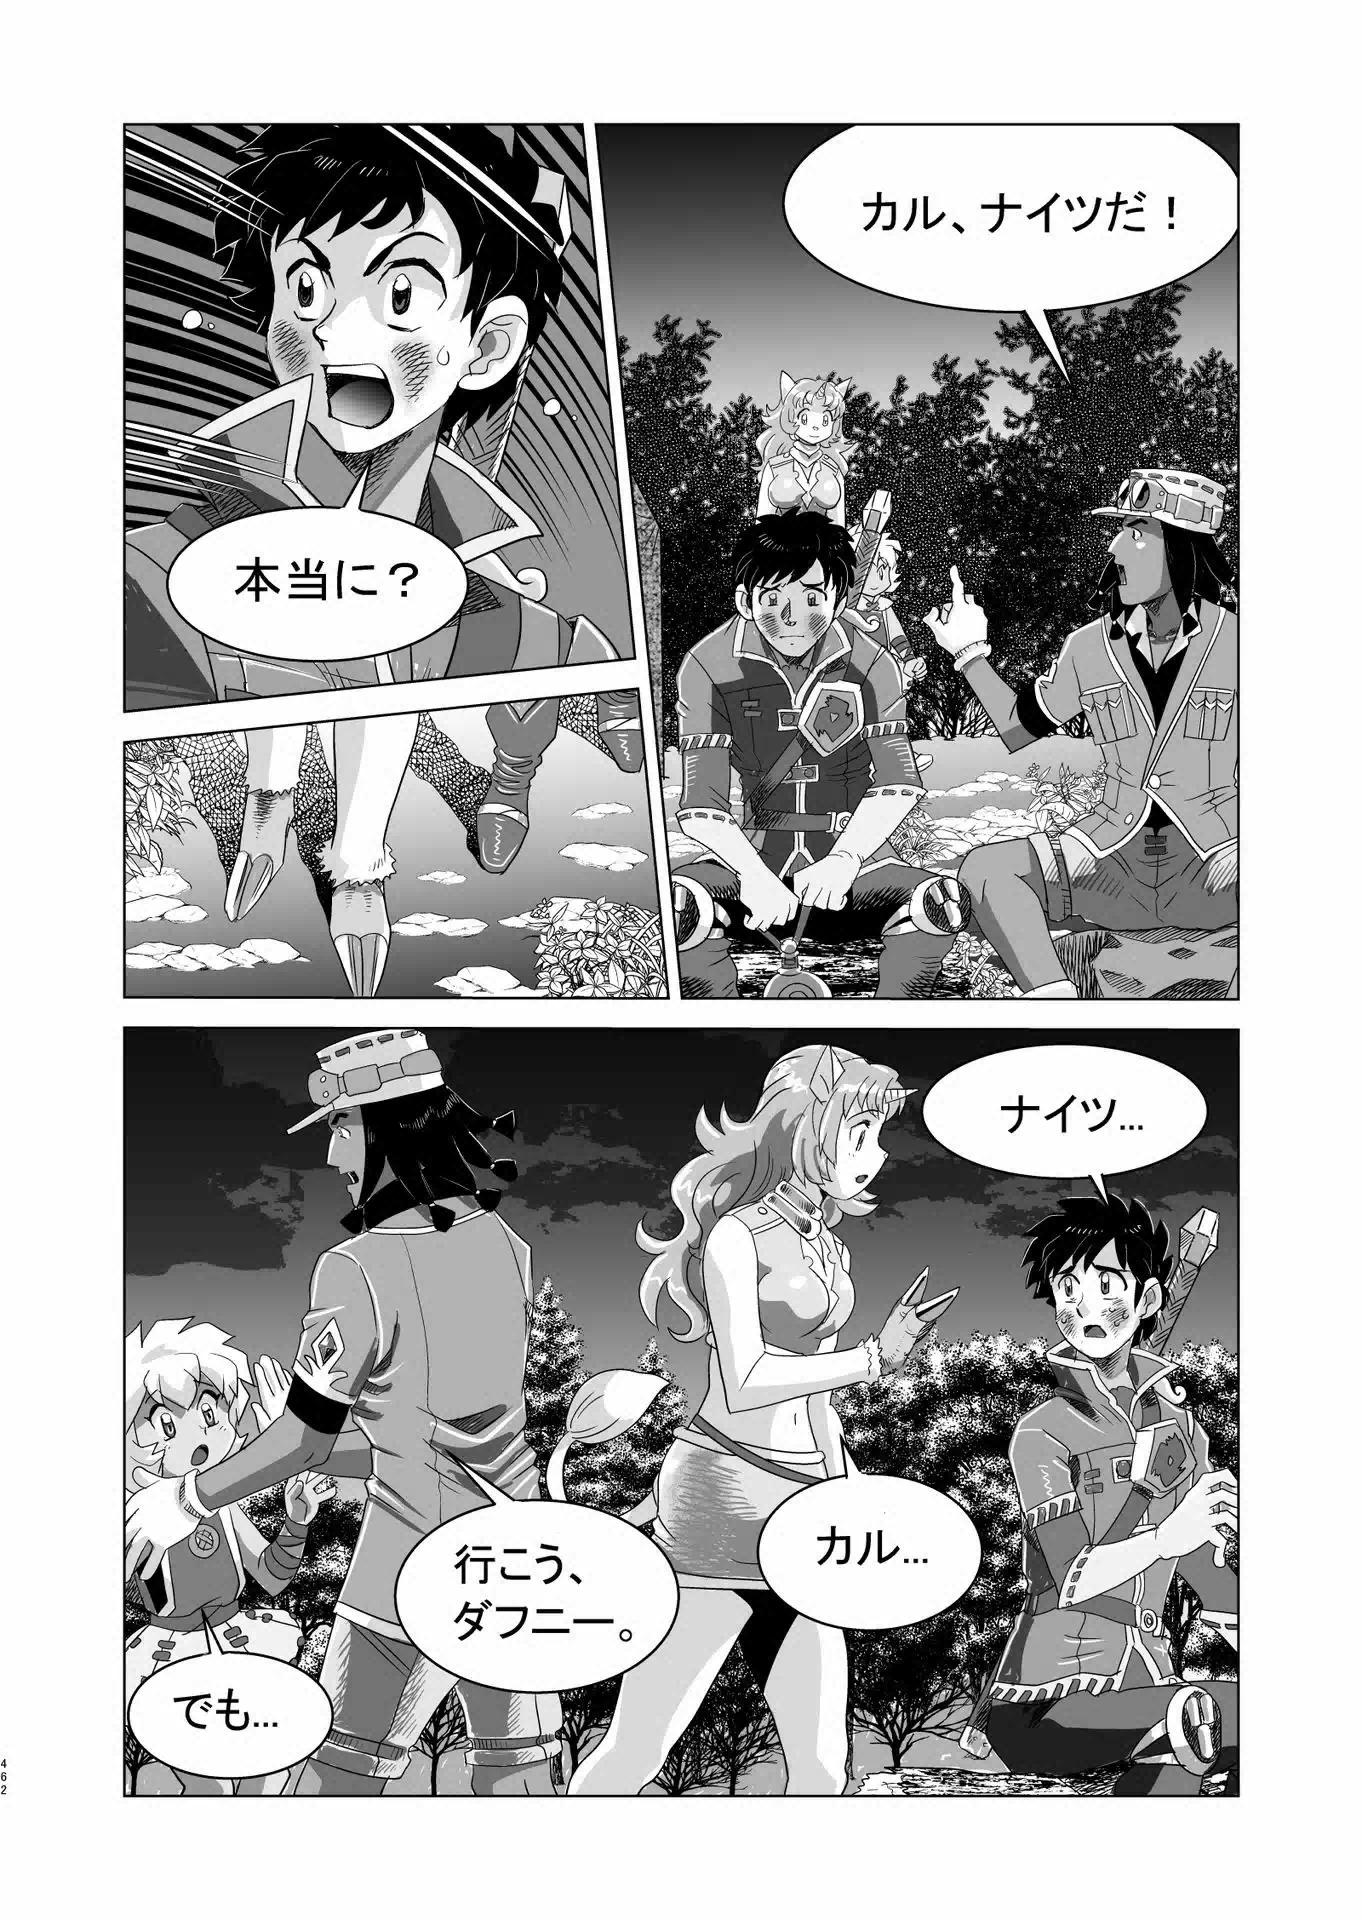 カル、ナイツだ！
本当に？
ナイツ…
カル…
行こう、
ダフニー。
でも…
462